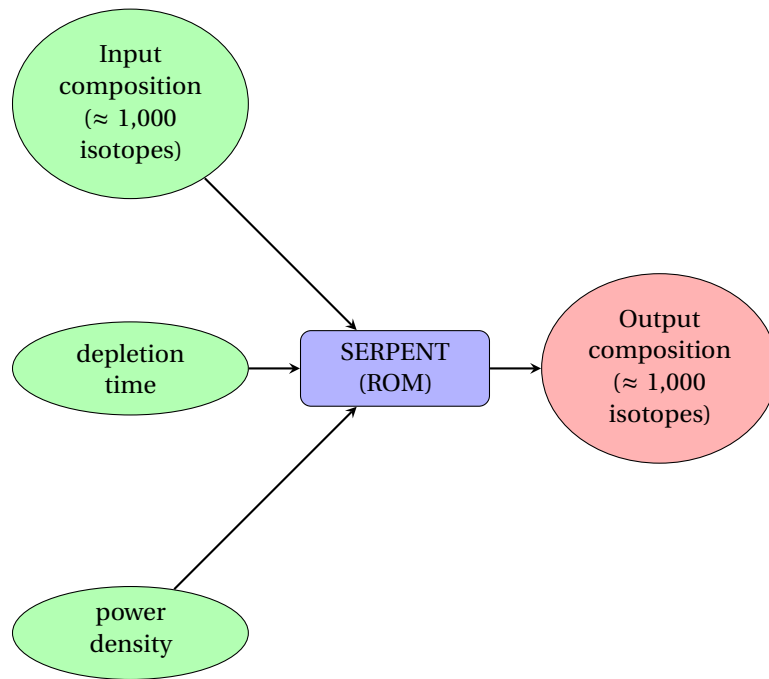 Input
composition
(≈ 1,000
isotopes)
depletion
time
SERPENT
(ROM)
Output
composition
(≈ 1,000
isotopes)
power
density